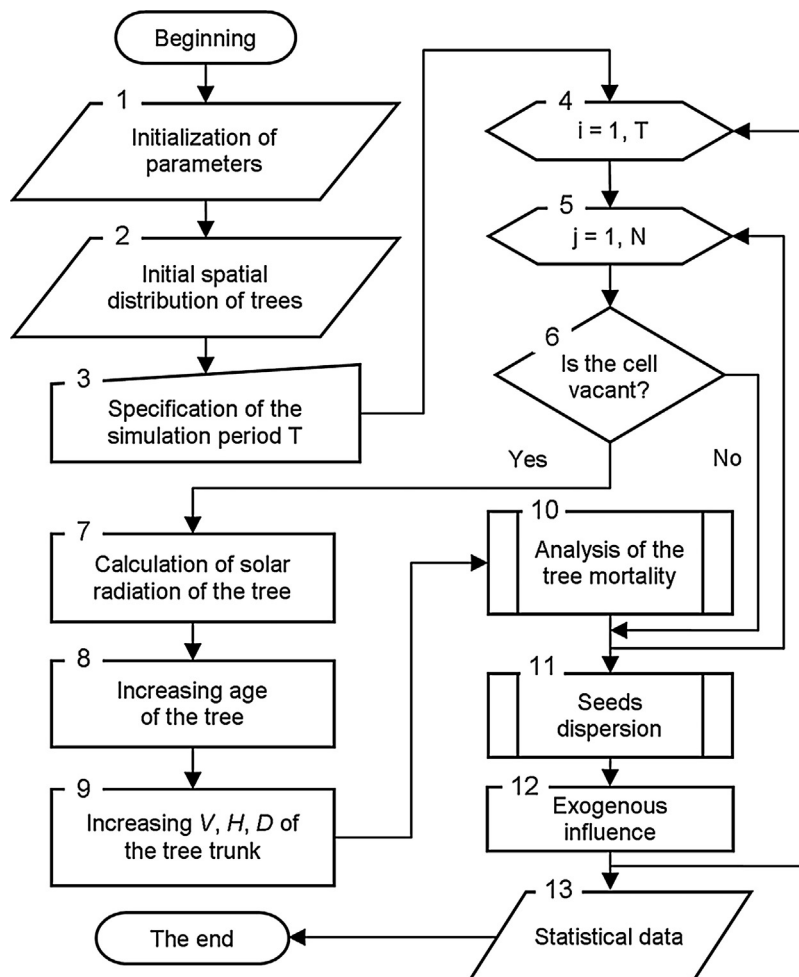 Beginning
1
Initialization of
parameters
2
Initial spatial
distribution of trees
3
Specification of the
simulation period T
4
i = 1, T
5
j = 1, N
6
Is the cell
vacant?
Yes
No
7
Calculation of solar
radiation of the tree
8
Increasing age
of the tree
9
Increasing V, H, D of
the tree trunk
10
Analysis of the
tree mortality
11
Seeds
dispersion
12
Exogenous
influence
13
Statistical data
The end